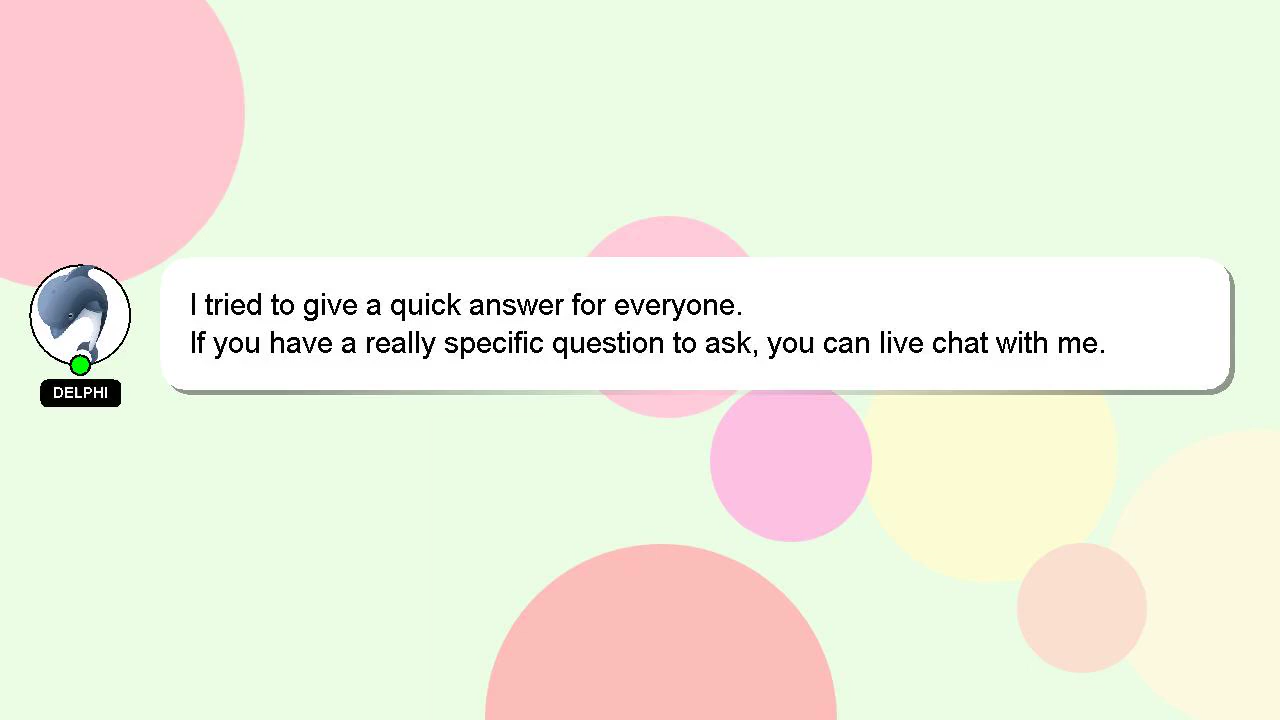 I tried to give a quick answer for everyone.
If you have a really specific question to ask, you can live chat with me.
DELPHI